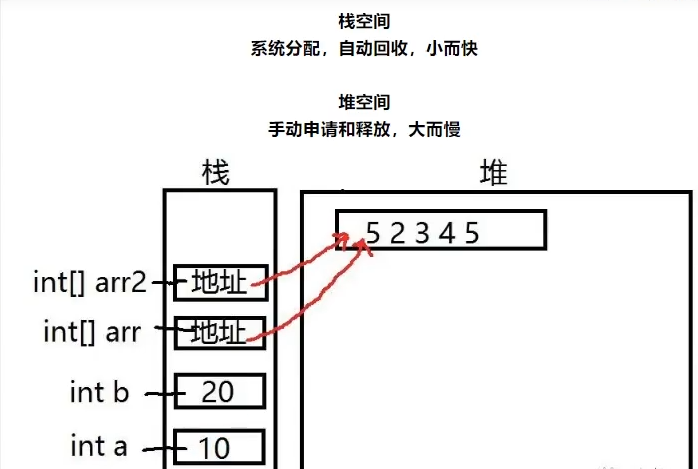 栈空间
系统分配，自动回收，小而快
堆空间
手动申请和释放，大而慢
栈
堆
5 2 3 4 5
int[] arr2
地址
int[] arr
地址
int b
20
int a
10